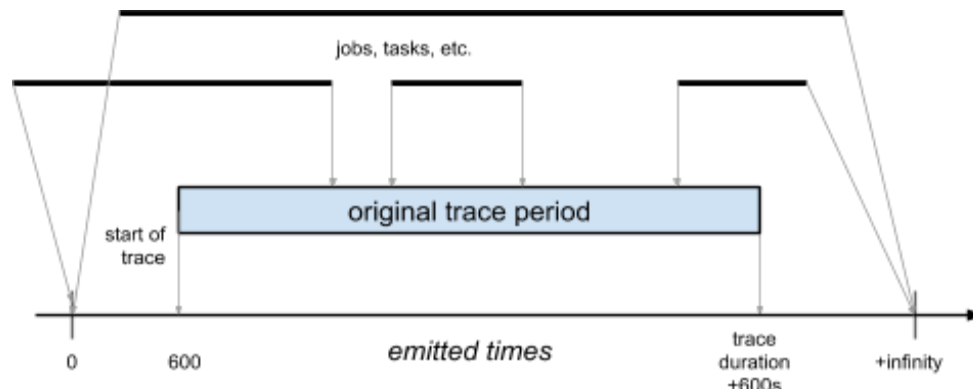 jobs, tasks, etc.
original trace period
start of
trace
0
600
emitted times
trace
duration
+600s
+infinity